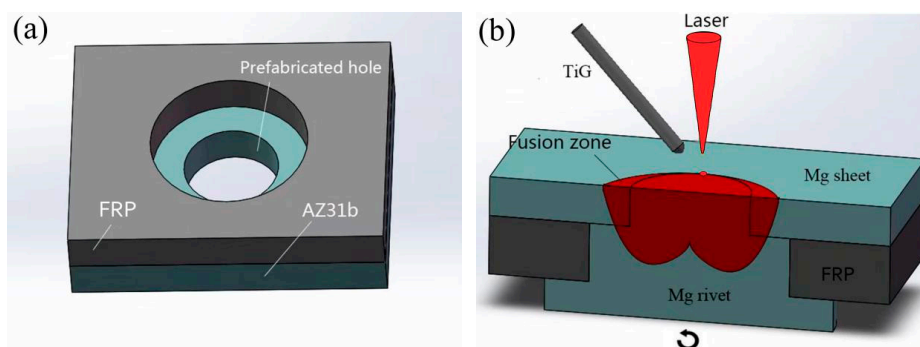 (a)
Prefabricated hole
FRP
AZ31b
(b)
Laser
TiG
Fusion zone
Mg sheet
FRP
Mg rivet